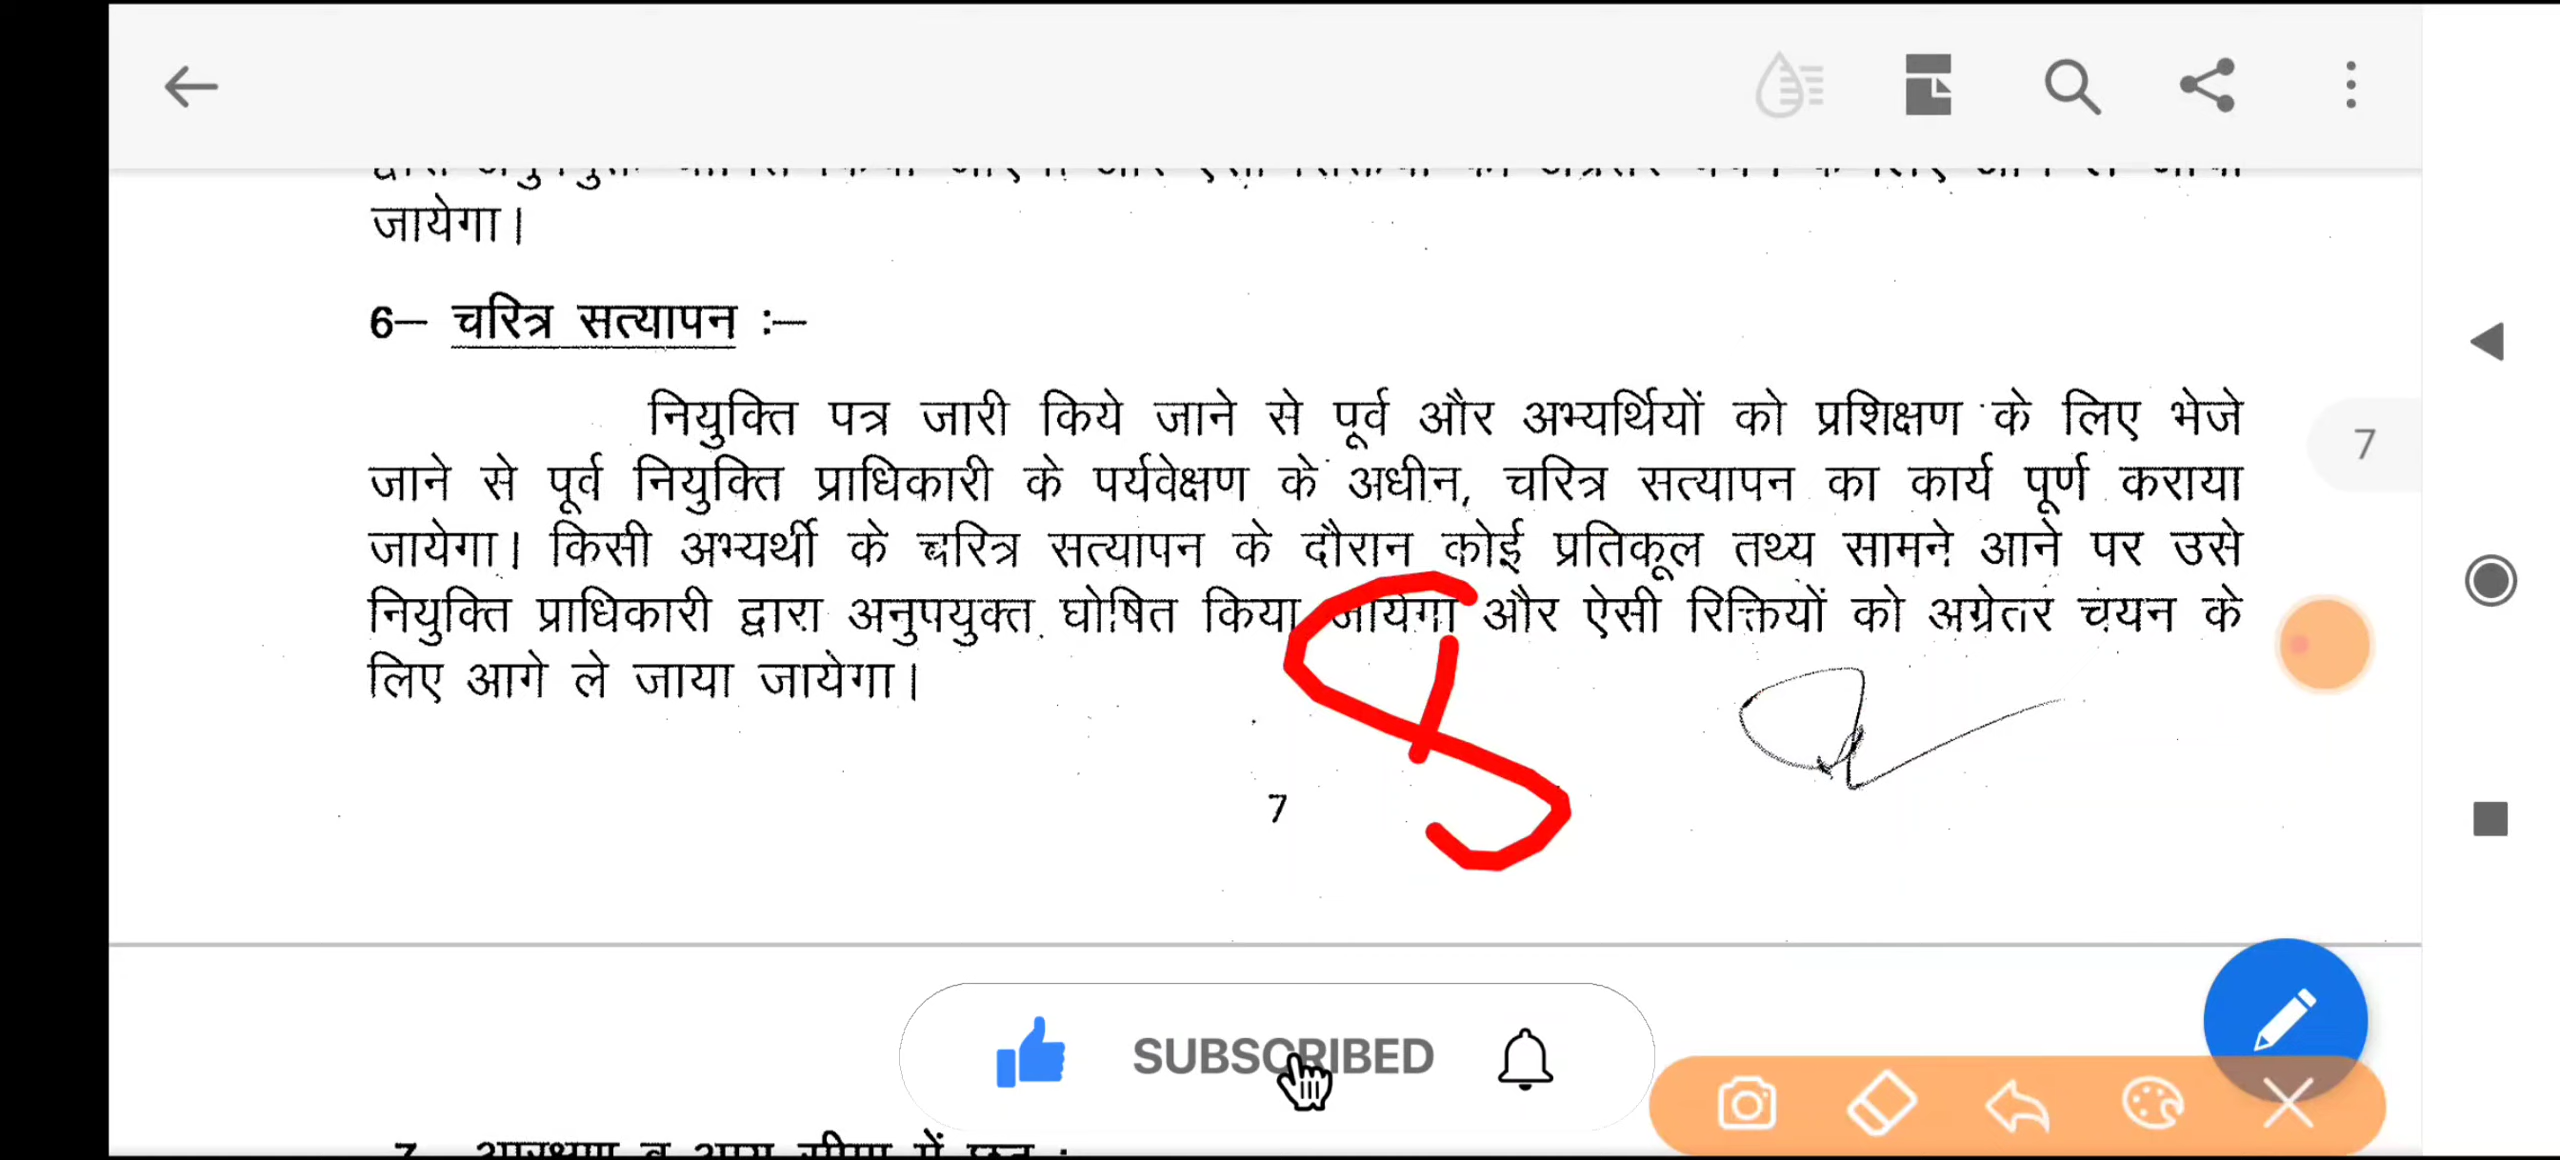 जायेगा।
6– चरित्र सत्यापन :–
नियुक्ति पत्र जारी किये जाने से पूर्व और अभ्यर्थियों को प्रशिक्षण के लिए भेजे
जाने से पूर्व नियुक्ति प्राधिकारी के पर्यवेक्षण के अधीन, चरित्र सत्यापन का कार्य पूर्ण कराया
जायेगा। किसी अभ्यर्थी के चरित्र सत्यापन के दौरान कोई प्रतिकूल तथ्य सामने आने पर उसे
नियुक्ति प्राधिकारी द्वारा अनुपयुक्त घोषित किया जायेगा और ऐसी रिक्तियों को अग्रेतर चयन के
लिए आगे ले जाया जायेगा।
7
7
SUBSCRIBED